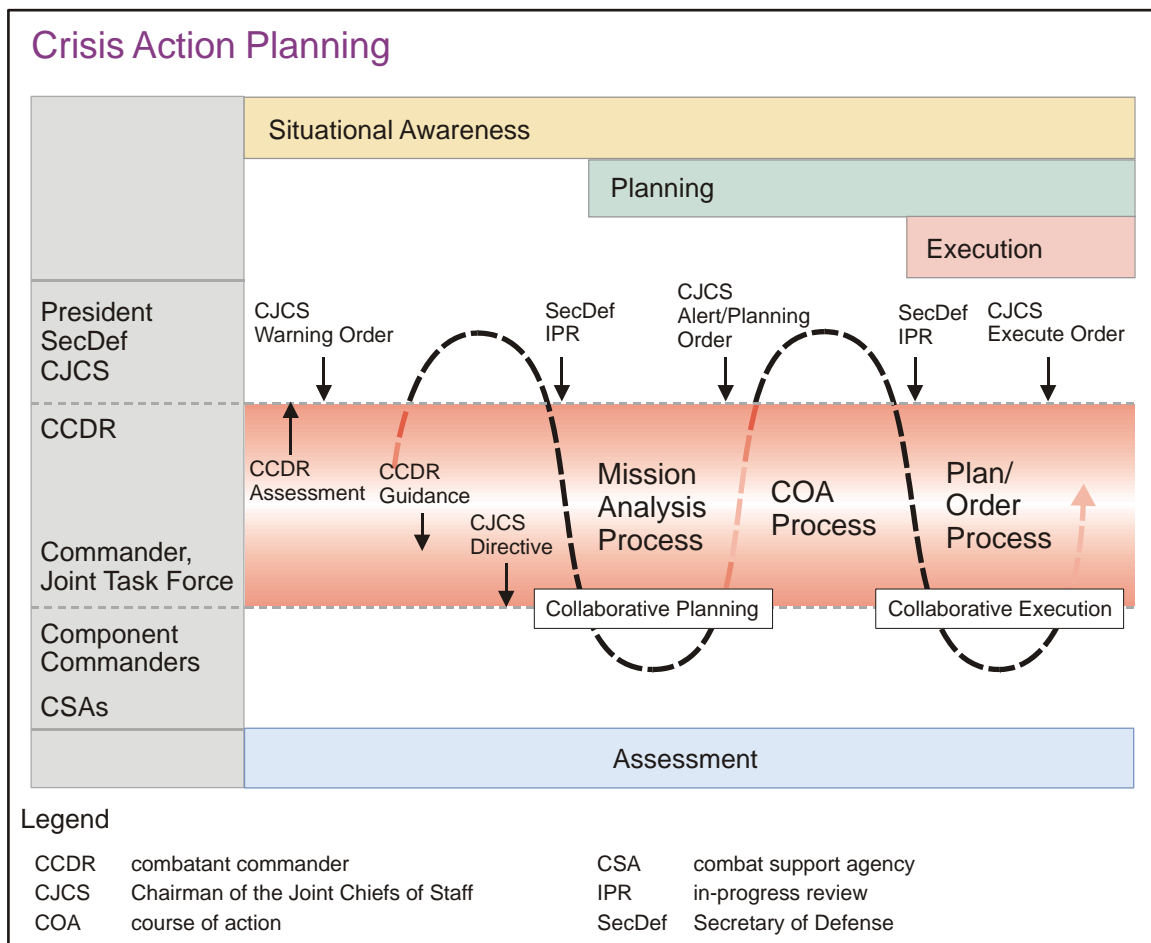 Crisis Action Planning
Situational Awareness
Planning
Execution
President
SecDef
CJCS
CJCS
Warning Order
SecDef
IPR
CJCS
Alert/Planning
Order
SecDef
IPR
CJCS
Execute Order
CCDR
CCDR
Assessment
CCDR
Guidance
CJCS
Directive
Mission
Analysis
Process
COA
Process
Plan/
Order
Process
Commander,
Joint Task Force
Collaborative Planning
Collaborative Execution
Component
Commanders
CSAs
Assessment
Legend
CCDR combatant commander
CJCS Chairman of the Joint Chiefs of Staff
COA course of action
CSA combat support agency
IPR in-progress review
SecDef Secretary of Defense